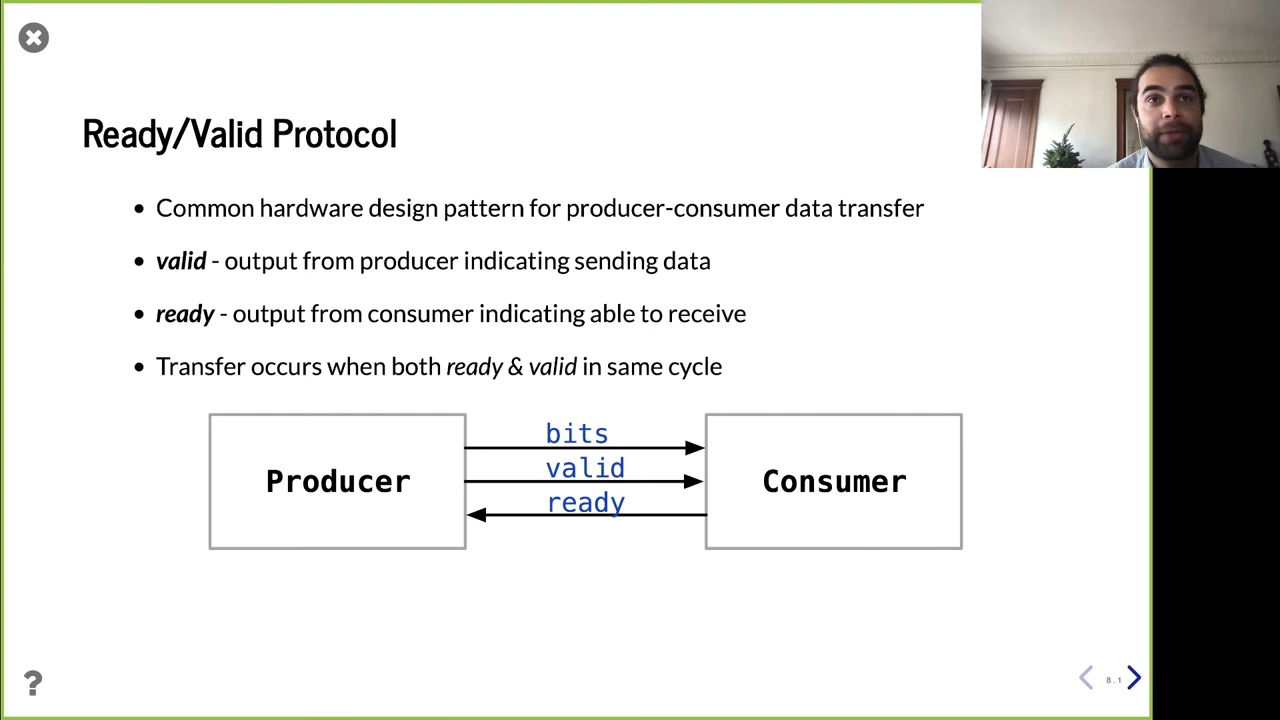 Ready/Valid Protocol
• Common hardware design pattern for producer-consumer data transfer
• valid - output from producer indicating sending data
• ready - output from consumer indicating able to receive
• Transfer occurs when both ready & valid in same cycle
bits
valid
ready
Producer
Consumer
?
8.1